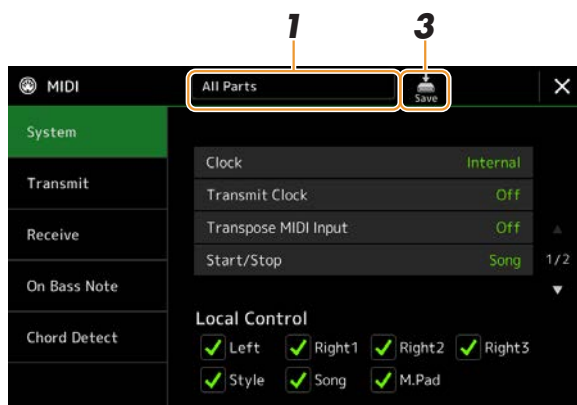 1 3
MIDI All Parts Save
System
Transmit
Receive
On Bass Note
Chord Detect
Clock Internal
Transmit Clock Off
Transpose MIDI Input Off
Start/Stop Song
1/2
Local Control
Left Right1 Right2 Right3
Style Song M.Pad